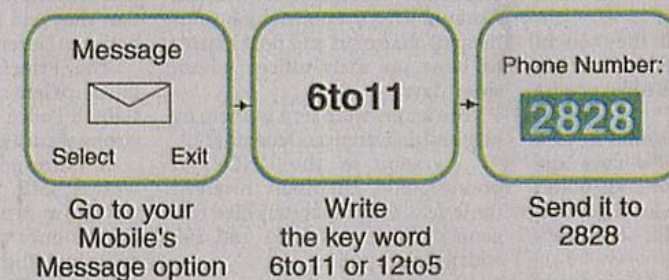 Message
Select Exit
Go to your
Mobile's
Message option
6to11
Write
the key word
6to11 or 12to5
Phone Number:
2828
Send it to
2828